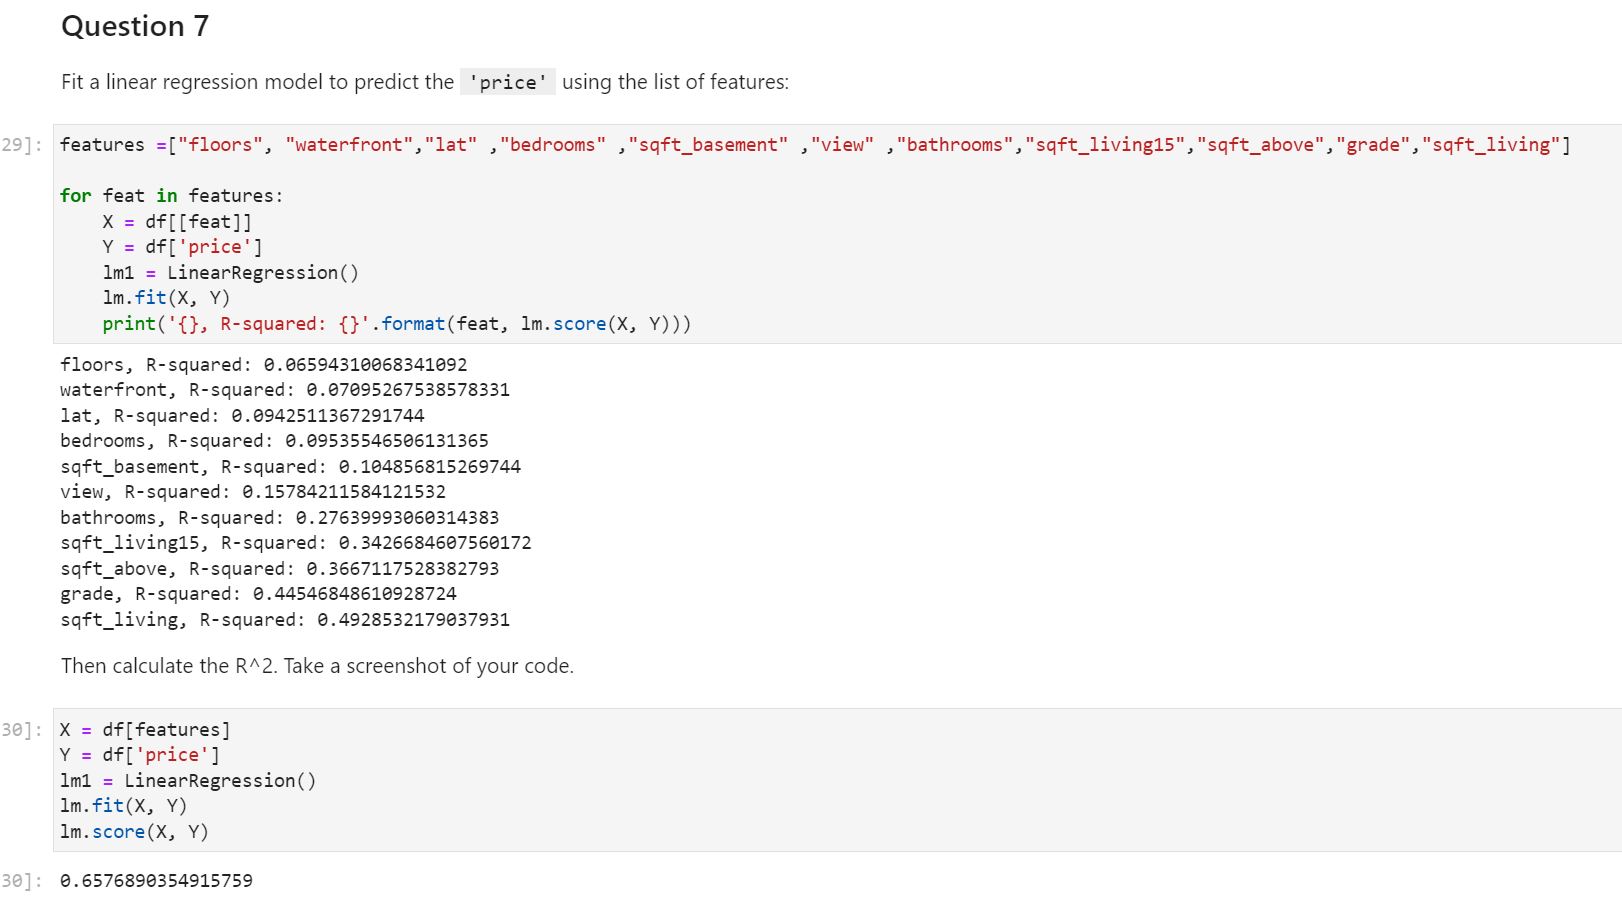 Question 7
Fit a linear regression model to predict the 'price' using the list of features:
29]: features =["floors", "waterfront","lat" ,"bedrooms" ,"sqft_basement" ,"view" ,"bathrooms","sqft_living15","sqft_above","grade","sqft_living"]
for feat in features:
    X = df[[feat]]
    Y = df['price']
    lm1 = LinearRegression()
    lm.fit(X, Y)
    print('{}, R-squared: {}'.format(feat, lm.score(X, Y)))
floors, R-squared: 0.06594310068341092
waterfront, R-squared: 0.07095267538578331
lat, R-squared: 0.0942511367291744
bedrooms, R-squared: 0.09535546506131365
sqft_basement, R-squared: 0.104856815269744
view, R-squared: 0.15784211584121532
bathrooms, R-squared: 0.27639993060314383
sqft_living15, R-squared: 0.3426684607560172
sqft_above, R-squared: 0.3667117528382793
grade, R-squared: 0.44546848610928724
sqft_living, R-squared: 0.4928532179037931
Then calculate the R^2. Take a screenshot of your code.
30]: X = df[features]
Y = df['price']
lm1 = LinearRegression()
lm.fit(X, Y)
lm.score(X, Y)
30]: 0.6576890354915759